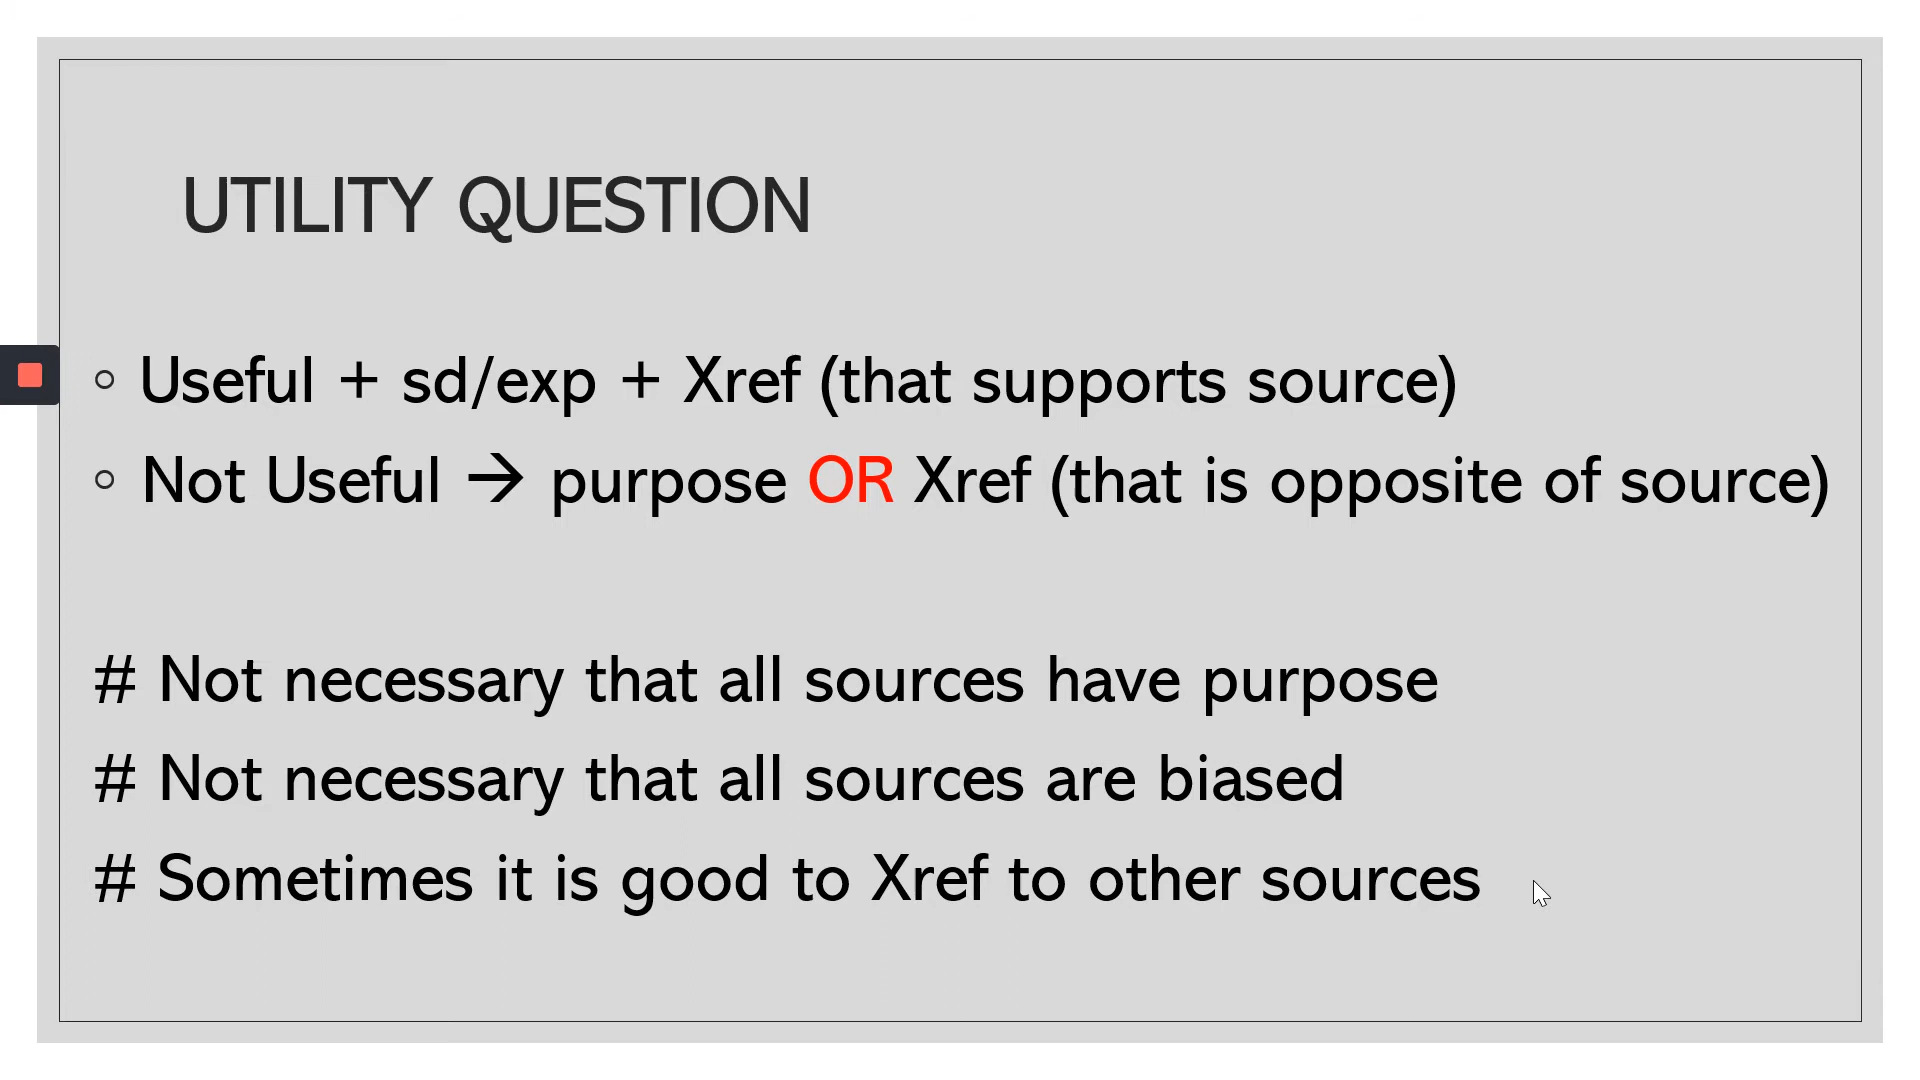 UTILITY QUESTION
◦ Useful + sd/exp + Xref (that supports source)
◦ Not Useful → purpose OR Xref (that is opposite of source)
# Not necessary that all sources have purpose
# Not necessary that all sources are biased
# Sometimes it is good to Xref to other sources